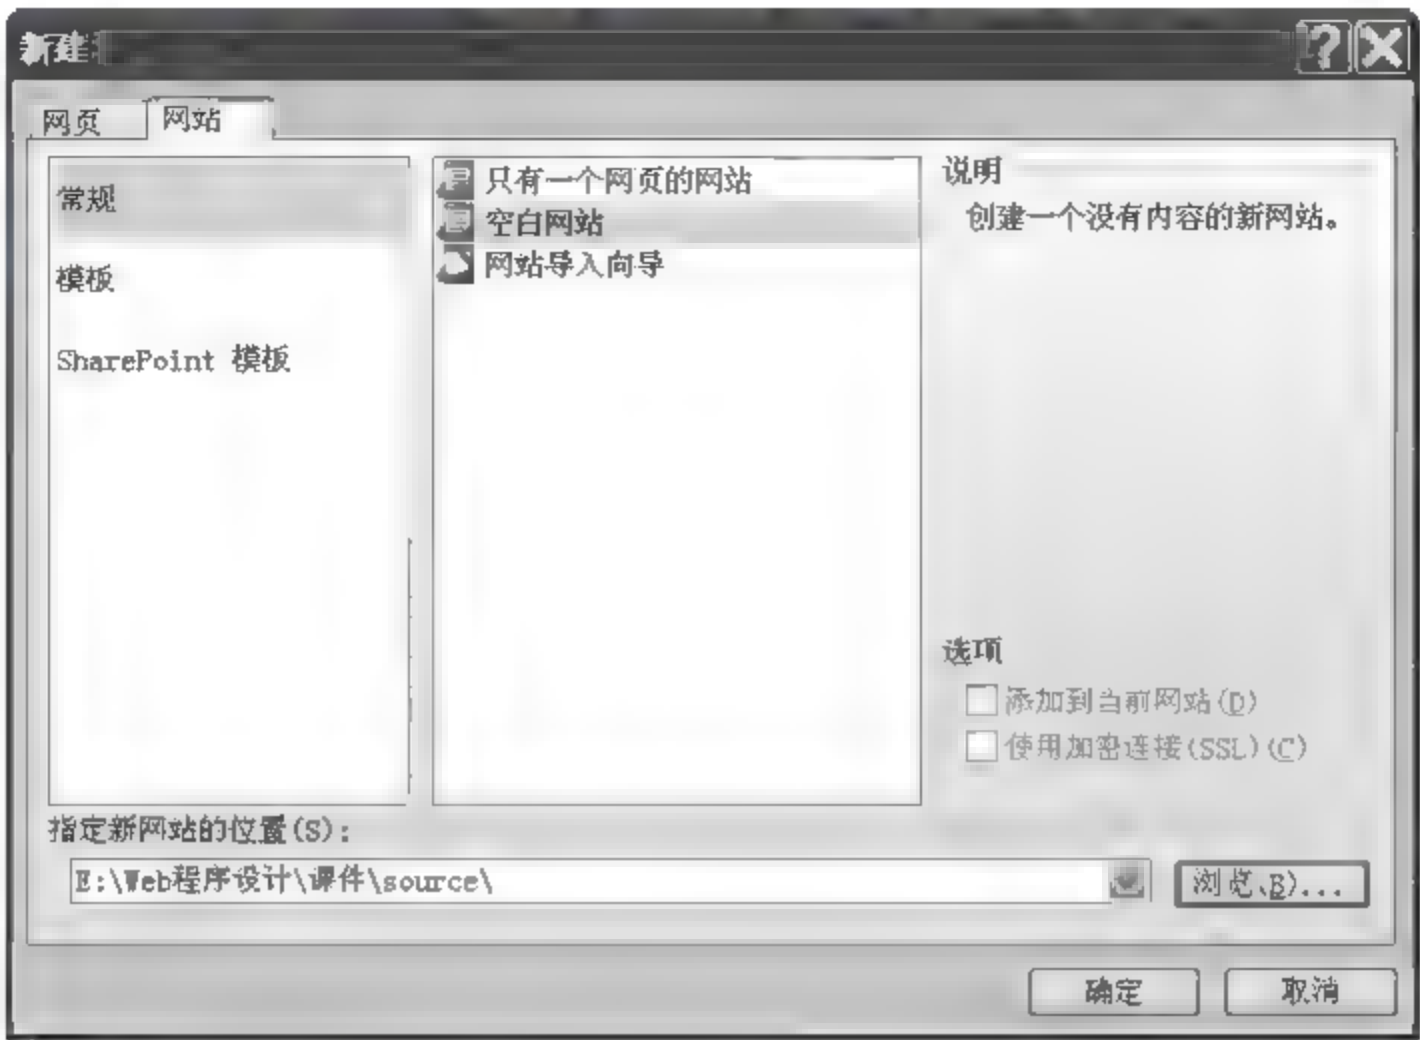 新建
网页
网站
常规
模板
SharePoint 模板
只有一个网页的网站
空白网站
网站导入向导
说明
创建一个没有内容的新网站。
选项
添加到当前网站(D)
使用加密连接(SSL)(C)
指定新网站的位置(S):
E:\Web程序设计\课件\source\
浏览(B)...
确定
取消